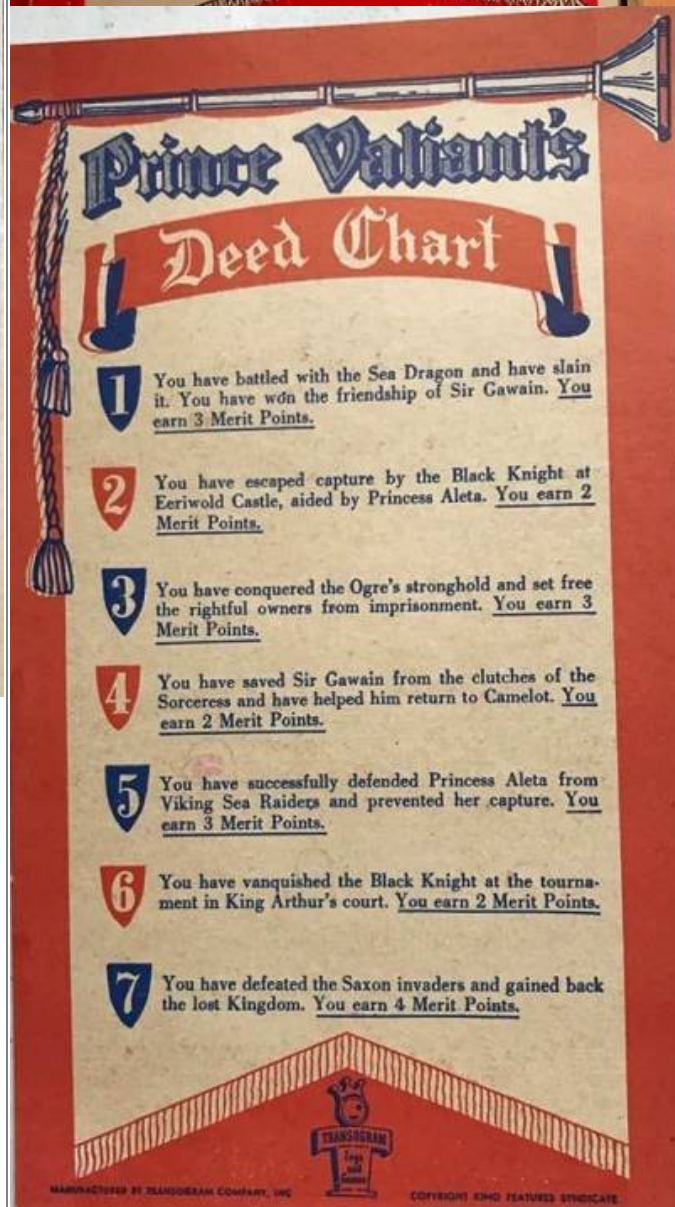 Prince Valiant's
Deed Chart
1
You have battled with the Sea Dragon and have slain
it. You have won the friendship of Sir Gawain. You
earn 3 Merit Points.
2
You have escaped capture by the Black Knight at
Eeriwold Castle, aided by Princess Aleta. You earn 2
Merit Points.
3
You have conquered the Ogre's stronghold and set free
the rightful owners from imprisonment. You earn 3
Merit Points.
4
You have saved Sir Gawain from the clutches of the
Sorceress and have helped him return to Camelot. You
earn 2 Merit Points.
5
You have successfully defended Princess Aleta from
Viking Sea Raiders and prevented her capture. You
earn 3 Merit Points.
6
You have vanquished the Black Knight at the tourna-
ment in King Arthur's court. You earn 2 Merit Points.
7
You have defeated the Saxon invaders and gained back
the lost Kingdom. You earn 4 Merit Points.
TRANSOGRAM
Toys
and
Games
MANUFACTURED BY TRANSOGRAM COMPANY, INC
COPYRIGHT KING FEATURES SYNDICATE